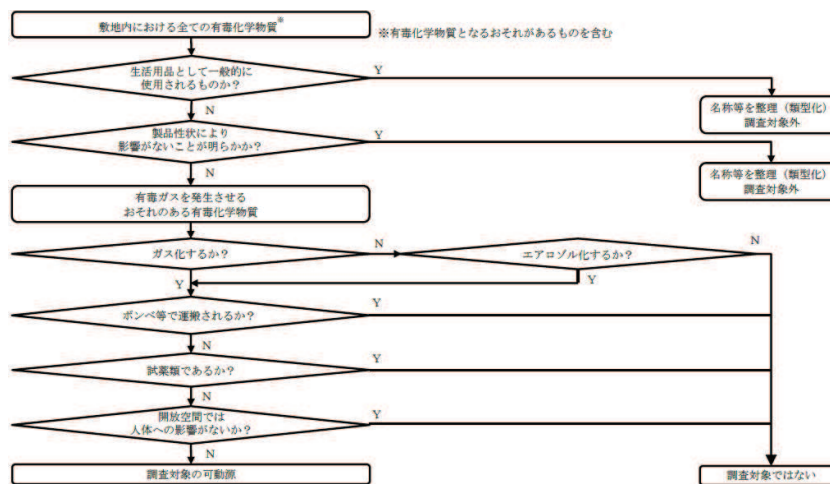 敷地内における全ての有毒化学物質※
※有毒化学物質となるおそれがあるものを含む
生活用品として一般的に
使用されるものか？
Y
N
名称等を整理（類型化）
調査対象外
製品性状により
影響がないことが明らかか？
Y
N
名称等を整理（類型化）
調査対象外
有毒ガスを発生させる
おそれのある有毒化学物質
ガス化するか？
N
エアロゾル化するか？
N
Y
Y
ボンベ等で運搬されるか？
Y
N
試薬類であるか？
Y
N
開放空間では
人体への影響がないか？
Y
N
調査対象の可動源
調査対象ではない